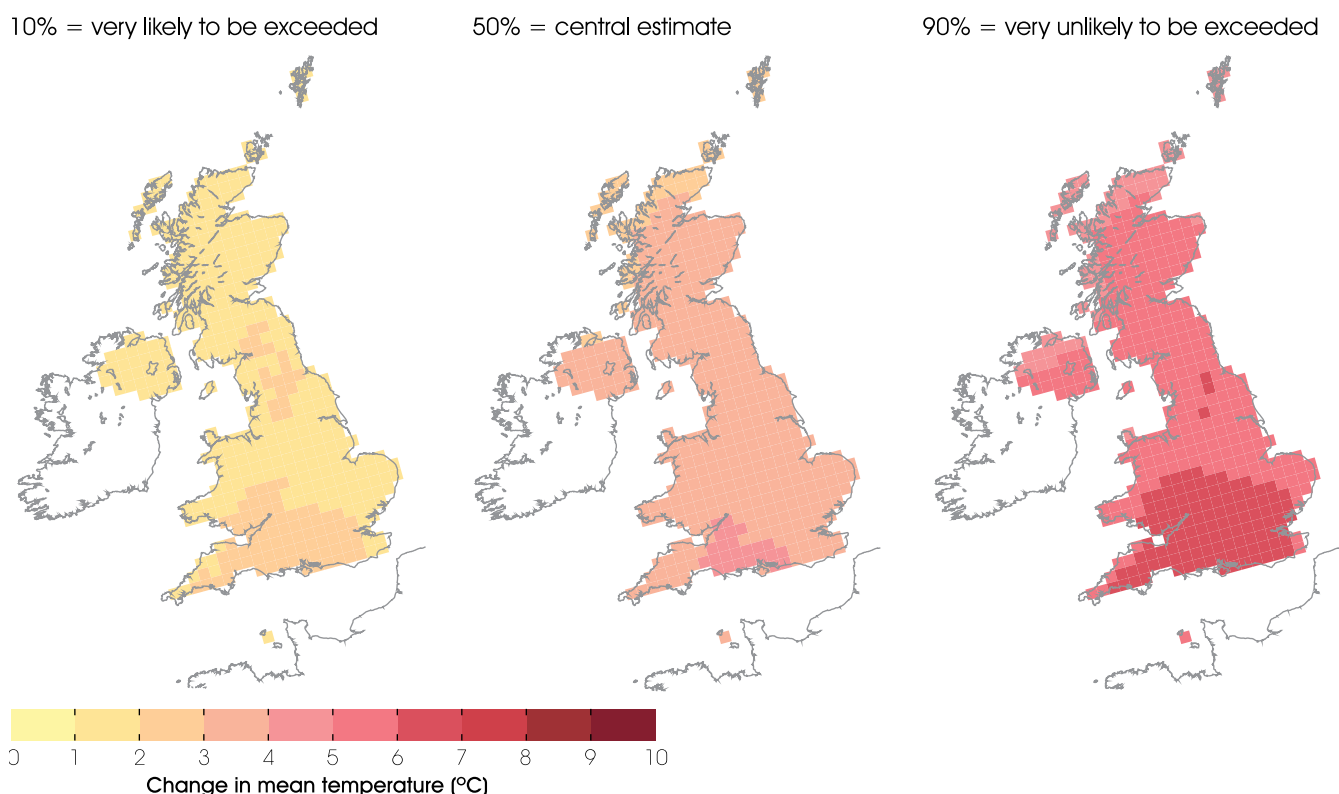 10% = very likely to be exceeded
50% = central estimate
90% = very unlikely to be exceeded
0 1 2 3 4 5 6 7 8 9 10
Change in mean temperature (°C)